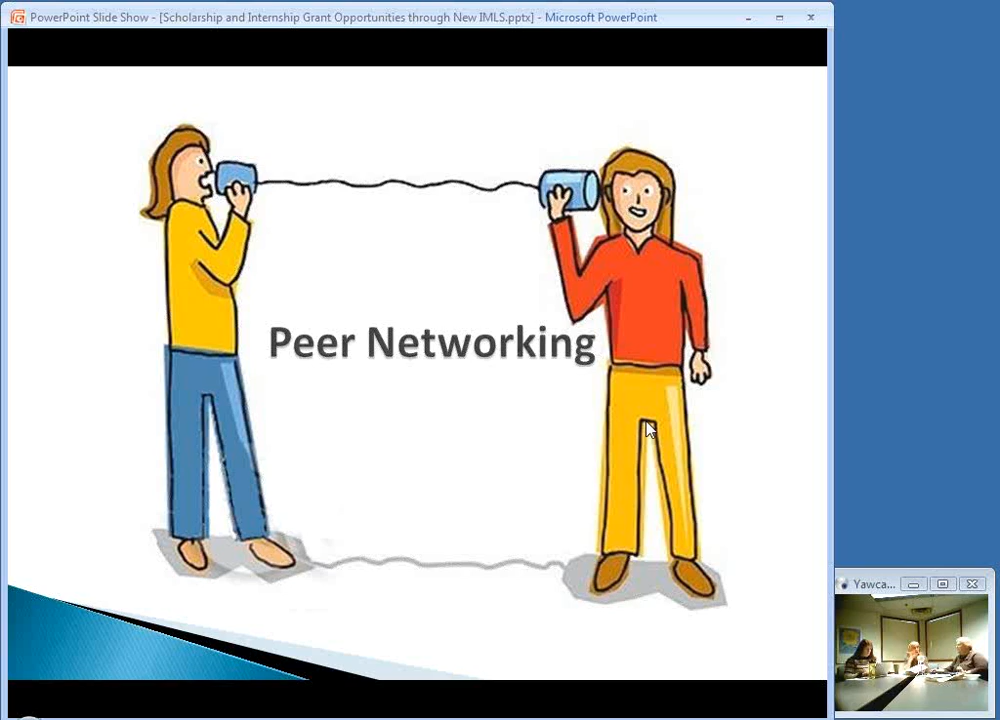 PowerPoint Slide Show - [Scholarship and Internship Grant Opportunities through New IMLS.pptx] - Microsoft PowerPoint
Peer Networking
Yawca...